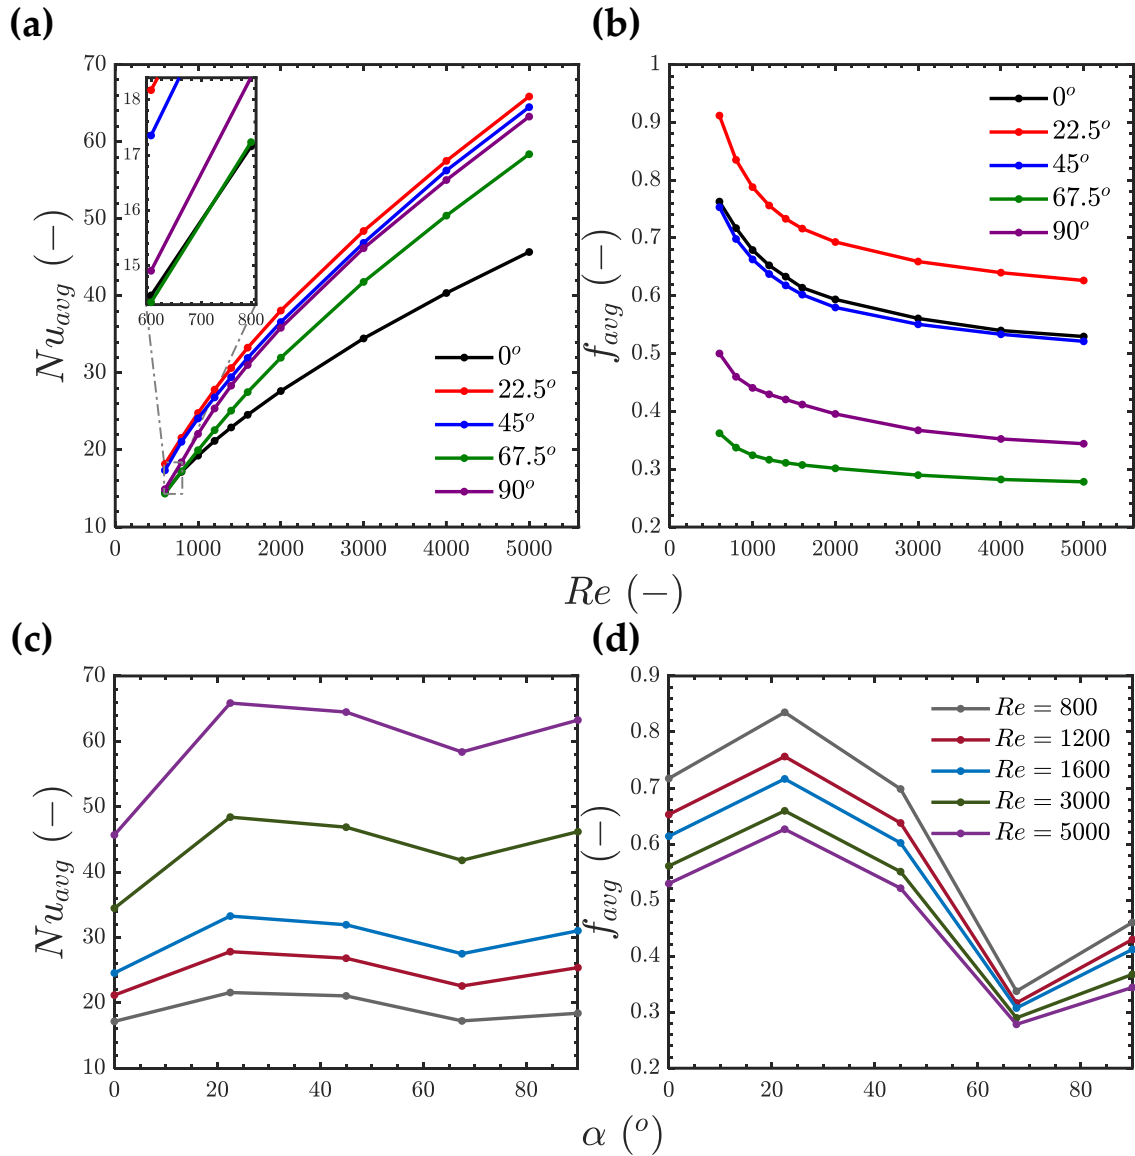 (a)
70
60
50
40
30
20
10
0 1000 2000 3000 4000 5000
Nu_avg (−)
18
17
16
15
600 700 800
0^o
22.5^o
45^o
67.5^o
90^o
(b)
1
0.9
0.8
0.7
0.6
0.5
0.4
0.3
0.2
0 1000 2000 3000 4000 5000
f_avg (−)
0^o
22.5^o
45^o
67.5^o
90^o
Re (−)
(c)
70
60
50
40
30
20
10
0 20 40 60 80
Nu_avg (−)
(d)
0.9
0.8
0.7
0.6
0.5
0.4
0.3
0.2
0 20 40 60 80
f_avg (−)
Re = 800
Re = 1200
Re = 1600
Re = 3000
Re = 5000
α (^o)